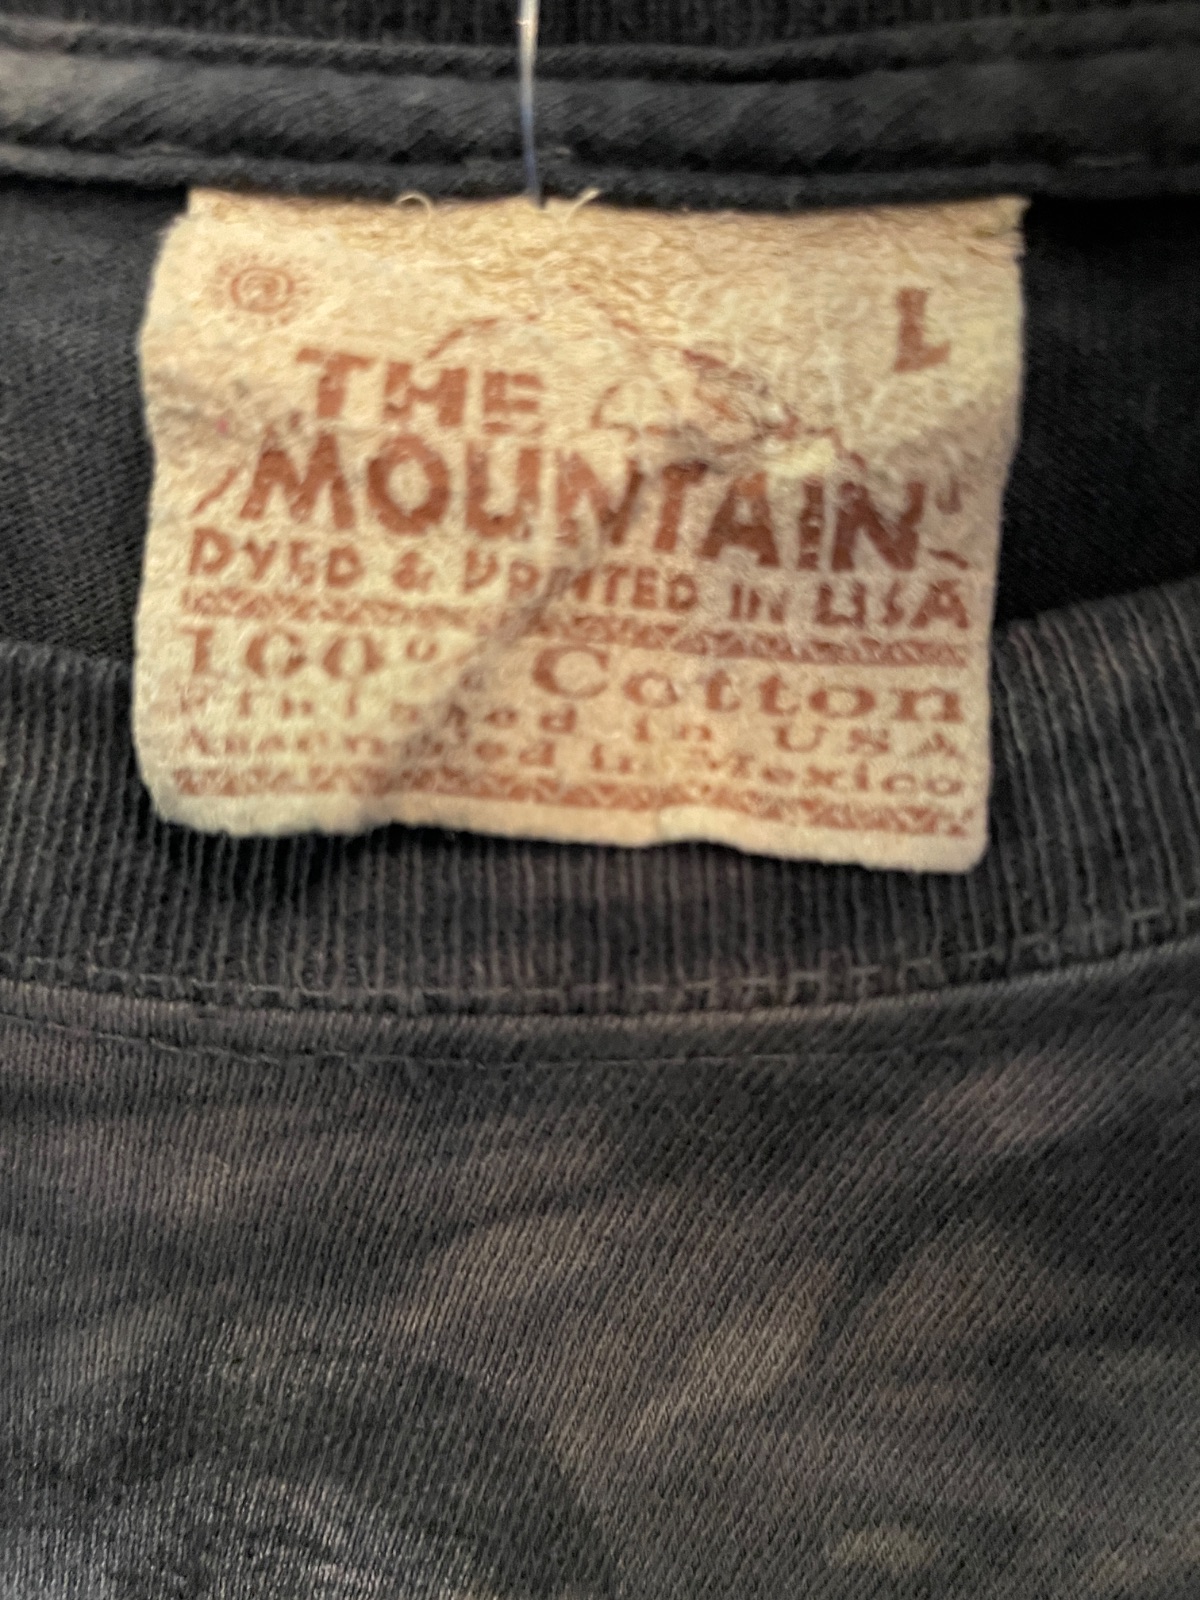 L
THE
MOUNTAIN
DYED & PRINTED IN USA
100% Cotton
Finished in USA
Assembled in Mexico